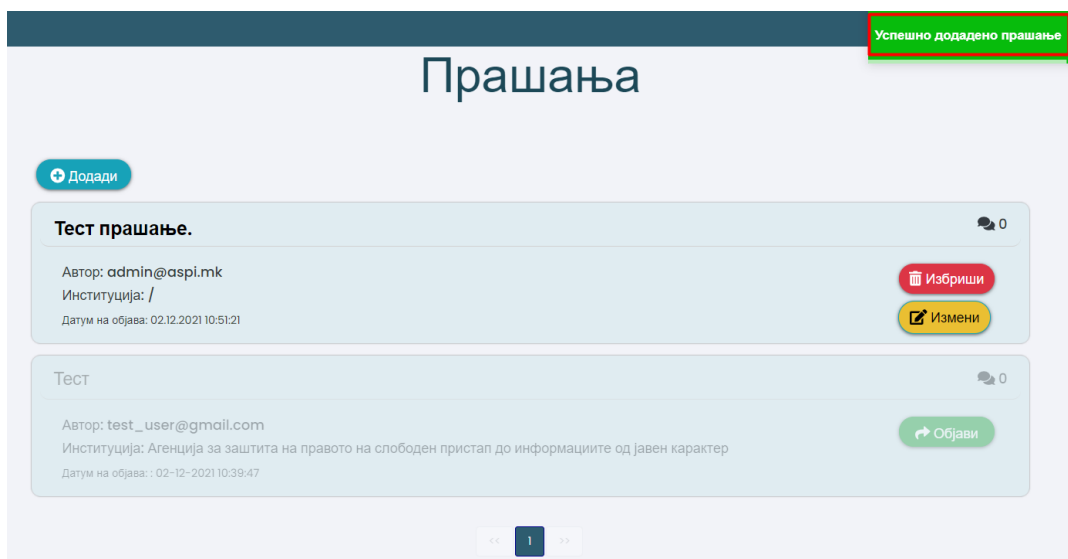 Успешно додадено прашање
Прашања
Додади
Тест прашање.
0
Автор: admin@aspi.mk
Институција: /
Датум на објава: 02.12.2021 10:51:21
Избриши
Измени
Тест
0
Автор: test_user@gmail.com
Институција: Агенција за заштита на правото на слободен пристап до информациите од јавен карактер
Датум на објава: : 02-12-2021 10:39:47
Објави
<< 1 >>